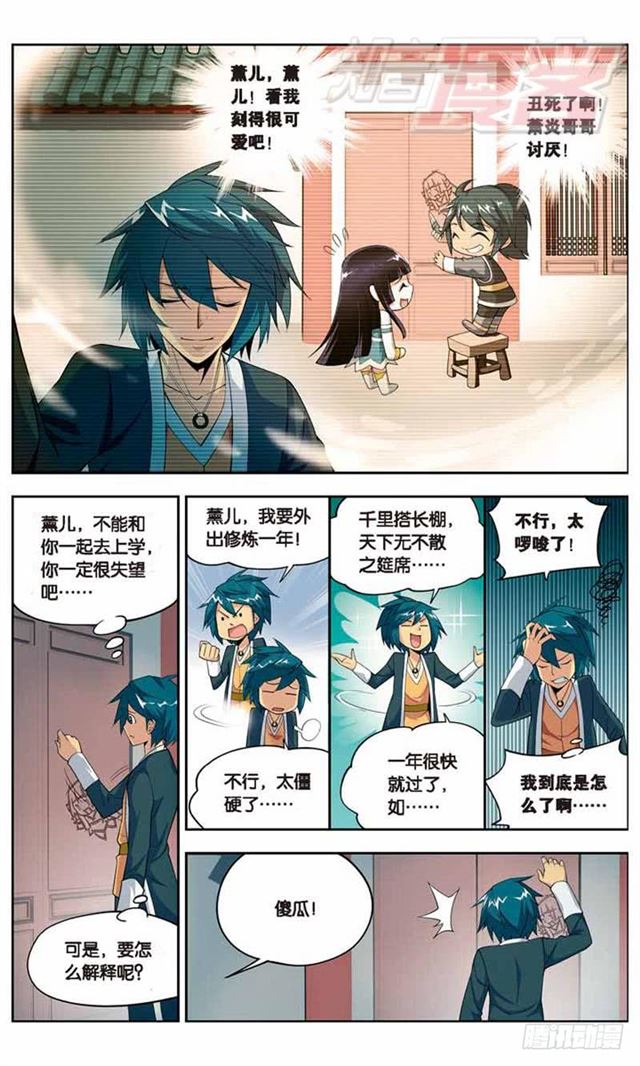 薰儿，薰
儿！看我
刻得很可
爱吧！
丑死了啊！
萧炎哥哥
讨厌！
知音漫客
薰儿，不能和
你一起去上学，
你一定很失望
吧……
可是，要怎
么解释呢？
薰儿，我要外
出修炼一年！
不行，太僵
硬了……
千里搭长棚，
天下无不散
之筵席……
一年很快
就过了，
如……
不行，太
啰唆了！
我到底是怎
么了啊……
傻瓜！
腾讯动漫